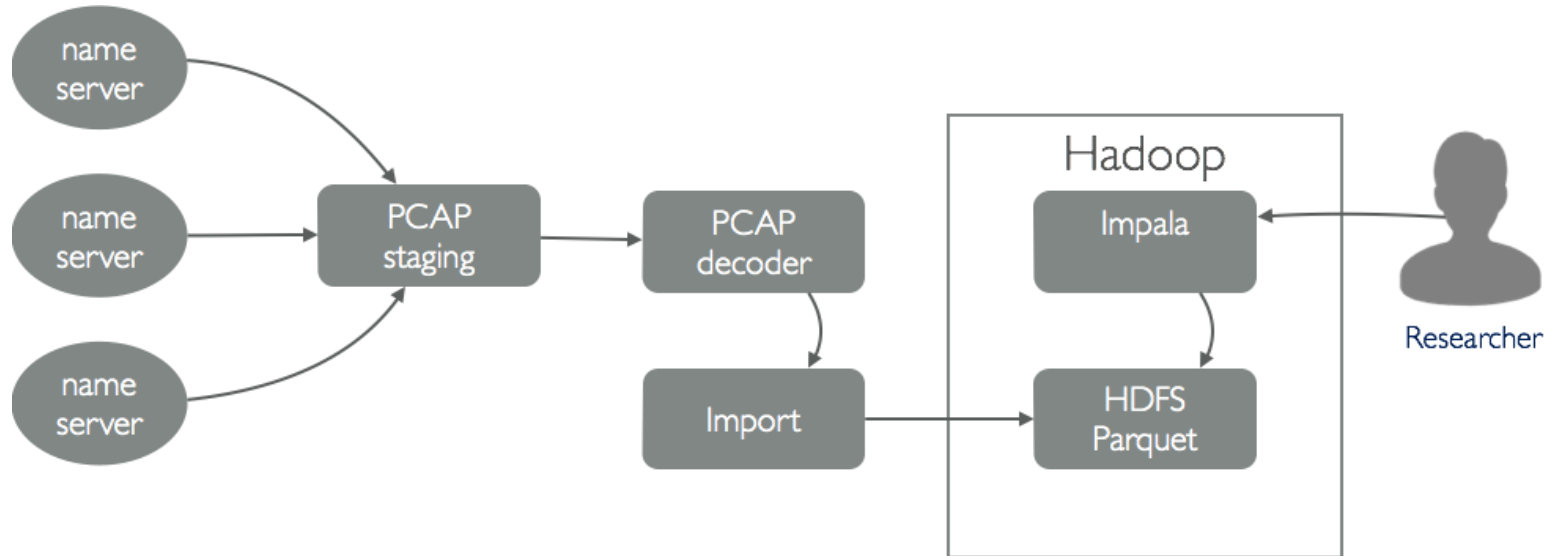 name
server
name
server
name
server
PCAP
staging
PCAP
decoder
Import
Hadoop
Impala
HDFS
Parquet
Researcher